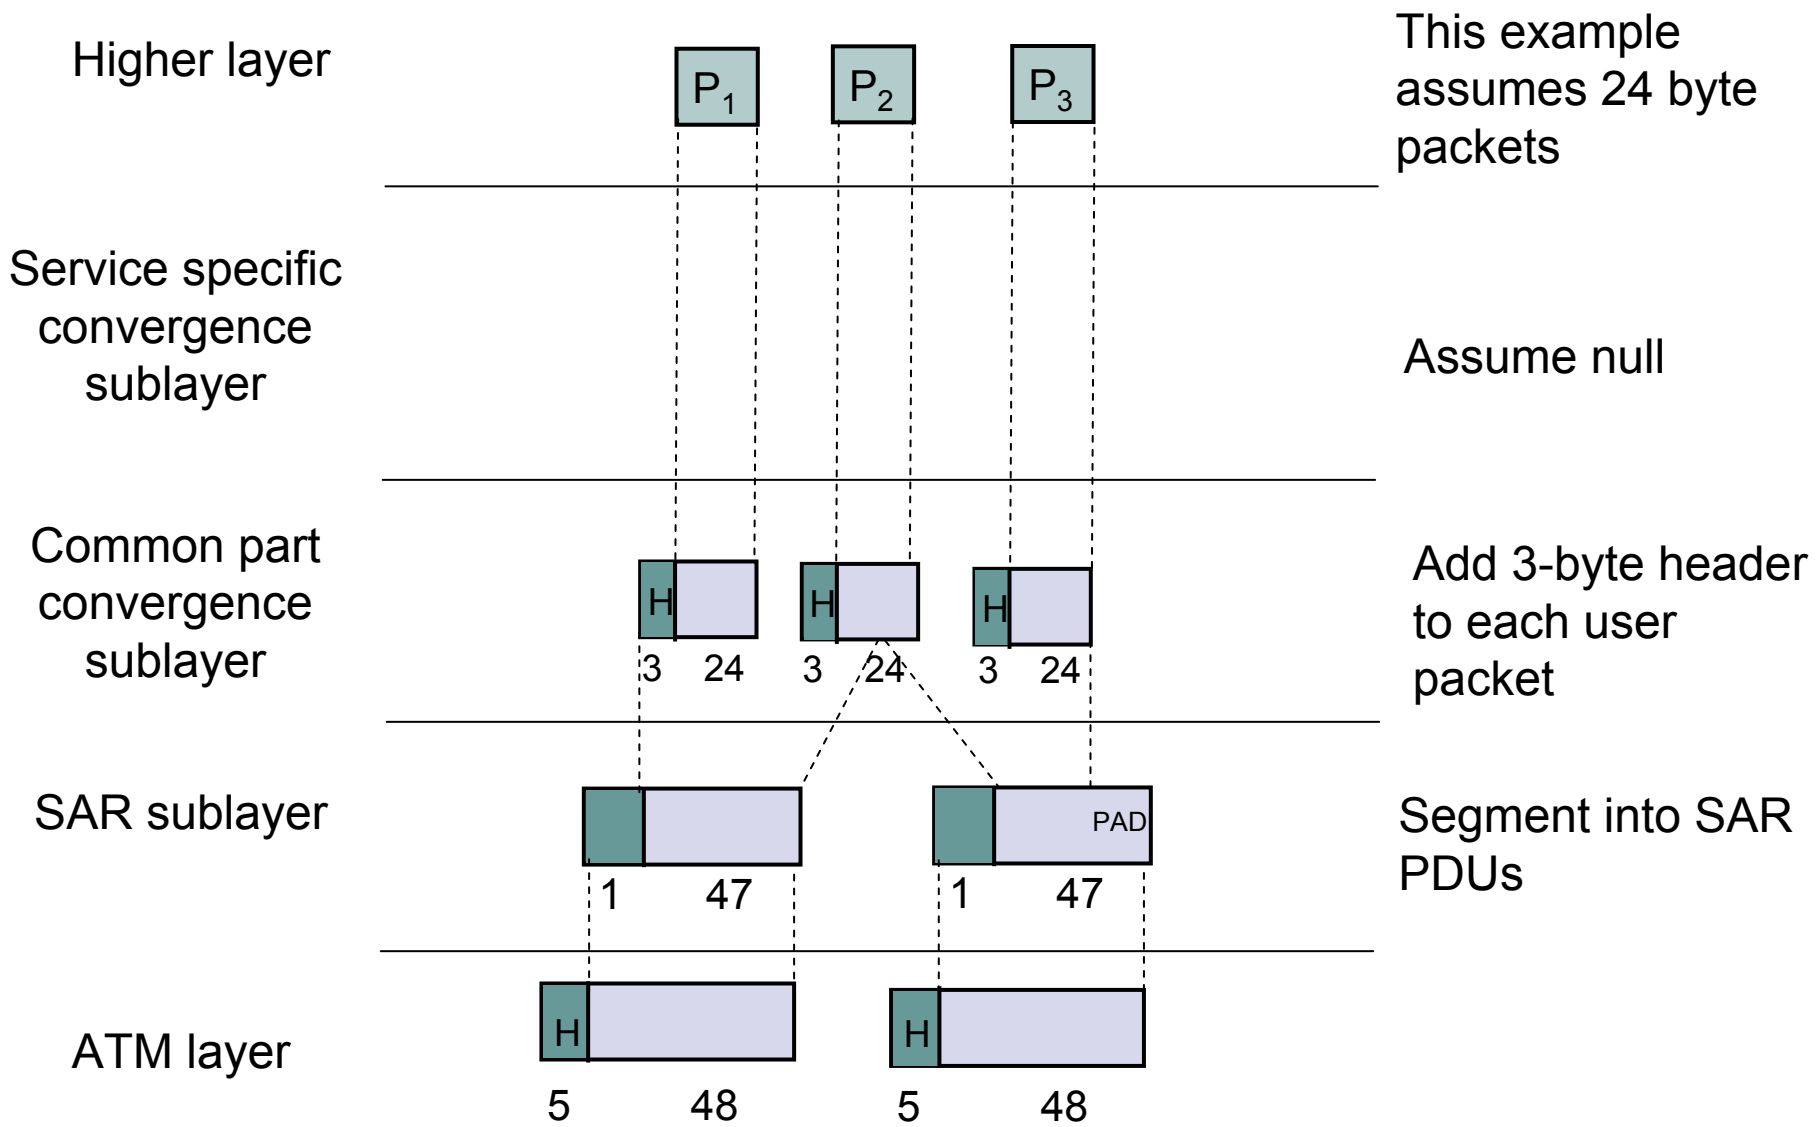 Higher layer
P1
P2
P3
This example
assumes 24 byte
packets
Service specific
convergence
sublayer
Assume null
Common part
convergence
sublayer
H
H
H
3 24
3 24
3 24
Add 3-byte header
to each user
packet
SAR sublayer
PAD
1 47
1 47
Segment into SAR
PDUs
ATM layer
H
H
5 48
5 48